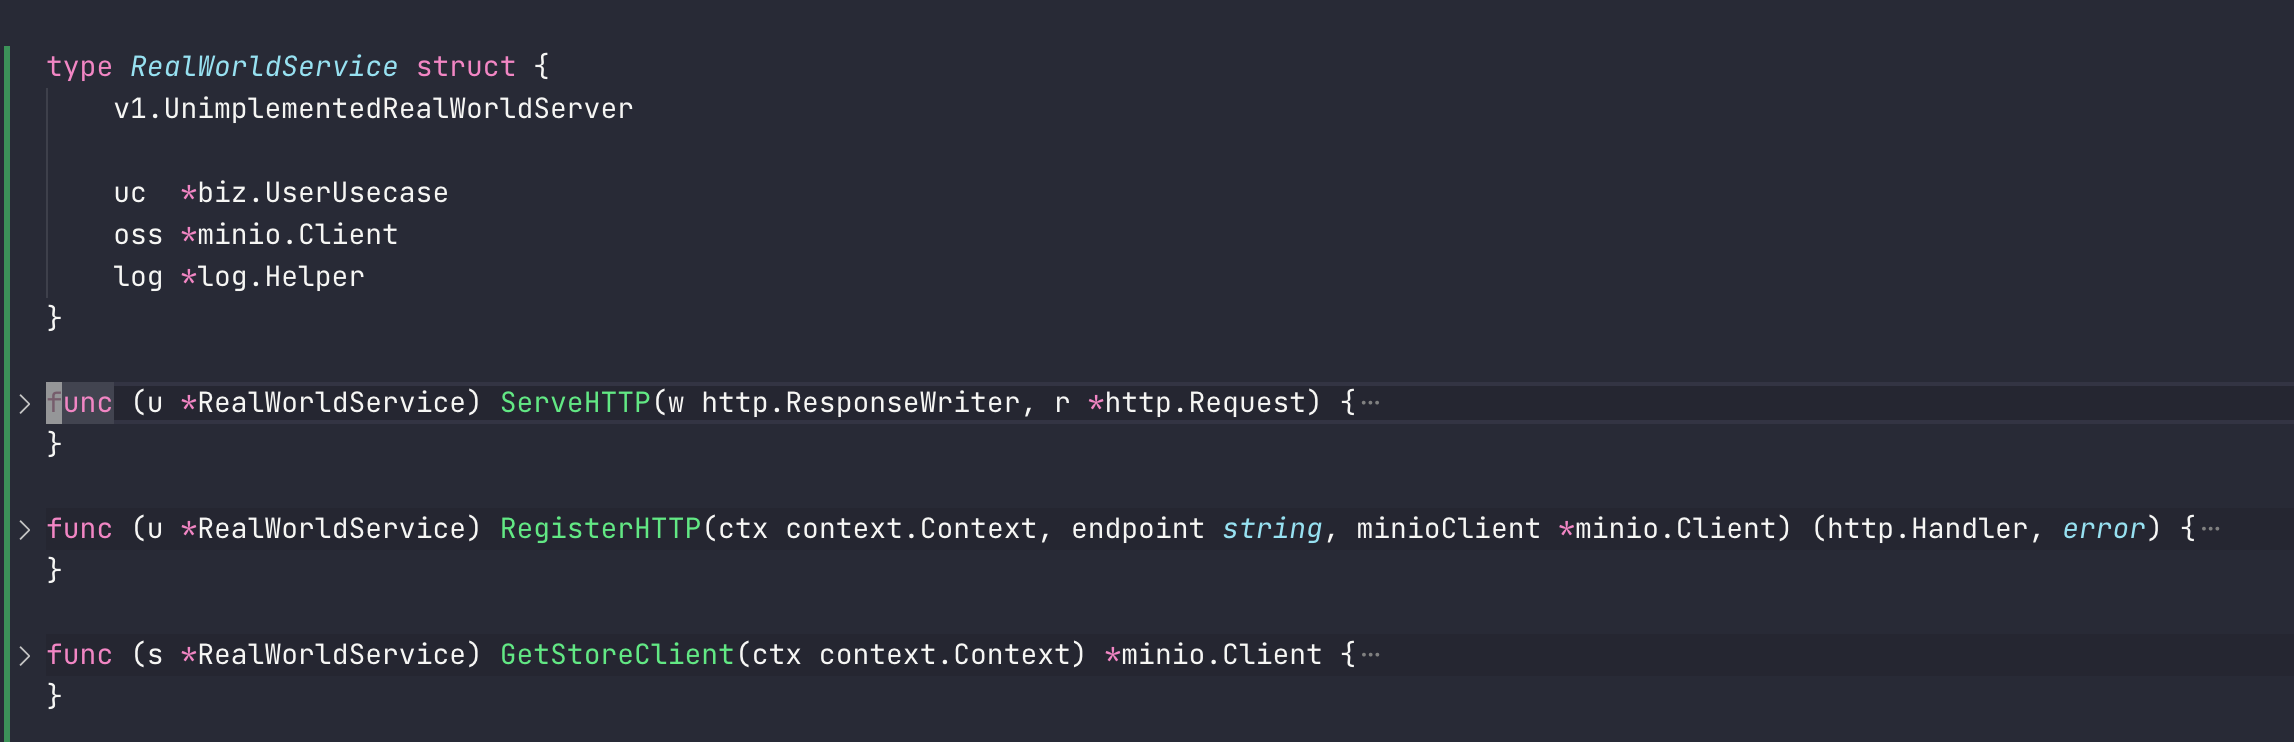 type RealWorldService struct {
    v1.UnimplementedRealWorldServer

    uc  *biz.UserUsecase
    oss *minio.Client
    log *log.Helper
}

func (u *RealWorldService) ServeHTTP(w http.ResponseWriter, r *http.Request) {⋯
}

func (u *RealWorldService) RegisterHTTP(ctx context.Context, endpoint string, minioClient *minio.Client) (http.Handler, error) {⋯
}

func (s *RealWorldService) GetStoreClient(ctx context.Context) *minio.Client {⋯
}